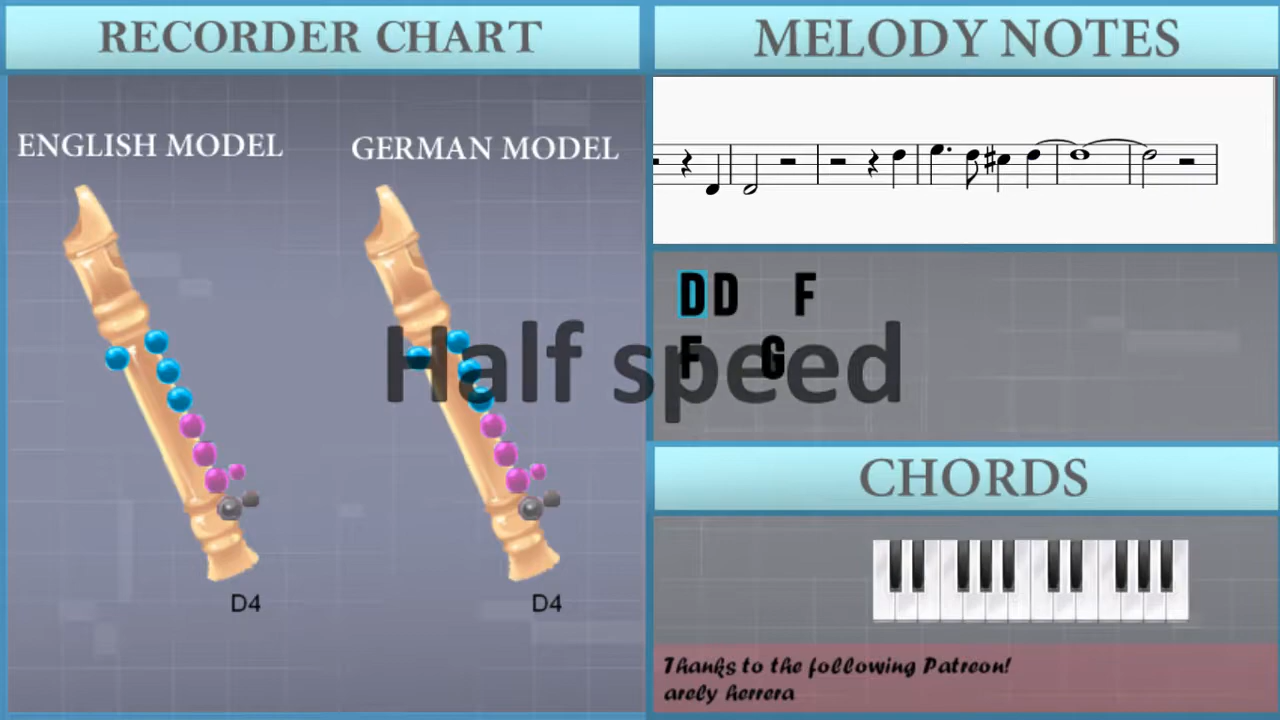 RECORDER CHART
MELODY NOTES
ENGLISH MODEL
GERMAN MODEL
D D F
F G
Half speed
CHORDS
D4
D4
Thanks to the following Patreon!
arely herrera